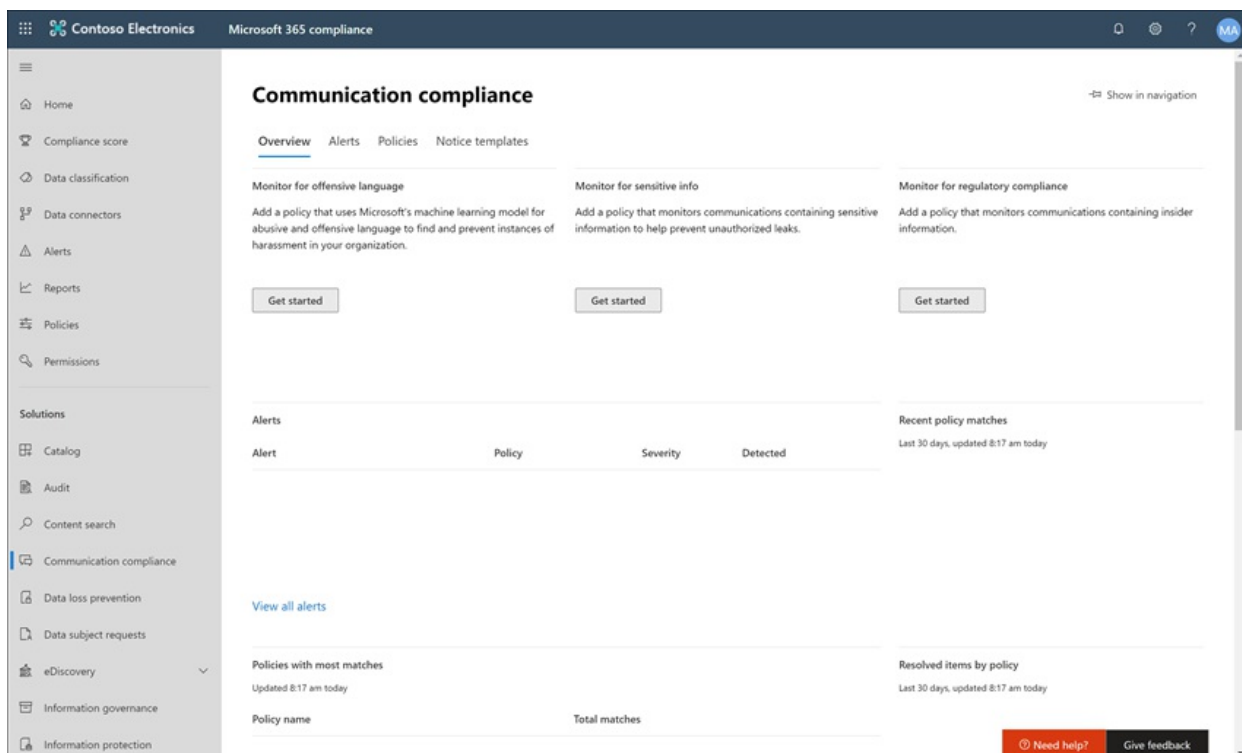 Contoso Electronics
Microsoft 365 compliance
?
MA
Home
Compliance score
Data classification
Data connectors
Alerts
Reports
Policies
Permissions
Solutions
Catalog
Audit
Content search
Communication compliance
Data loss prevention
Data subject requests
eDiscovery
Information governance
Information protection
Communication compliance
Show in navigation
Overview Alerts Policies Notice templates
Monitor for offensive language
Add a policy that uses Microsoft's machine learning model for
abusive and offensive language to find and prevent instances of
harassment in your organization.
Get started
Monitor for sensitive info
Add a policy that monitors communications containing sensitive
information to help prevent unauthorized leaks.
Get started
Monitor for regulatory compliance
Add a policy that monitors communications containing insider
information.
Get started
Alerts
Alert Policy Severity Detected
View all alerts
Recent policy matches
Last 30 days, updated 8:17 am today
Policies with most matches
Updated 8:17 am today
Policy name Total matches
Resolved items by policy
Last 30 days, updated 8:17 am today
Need help?
Give feedback